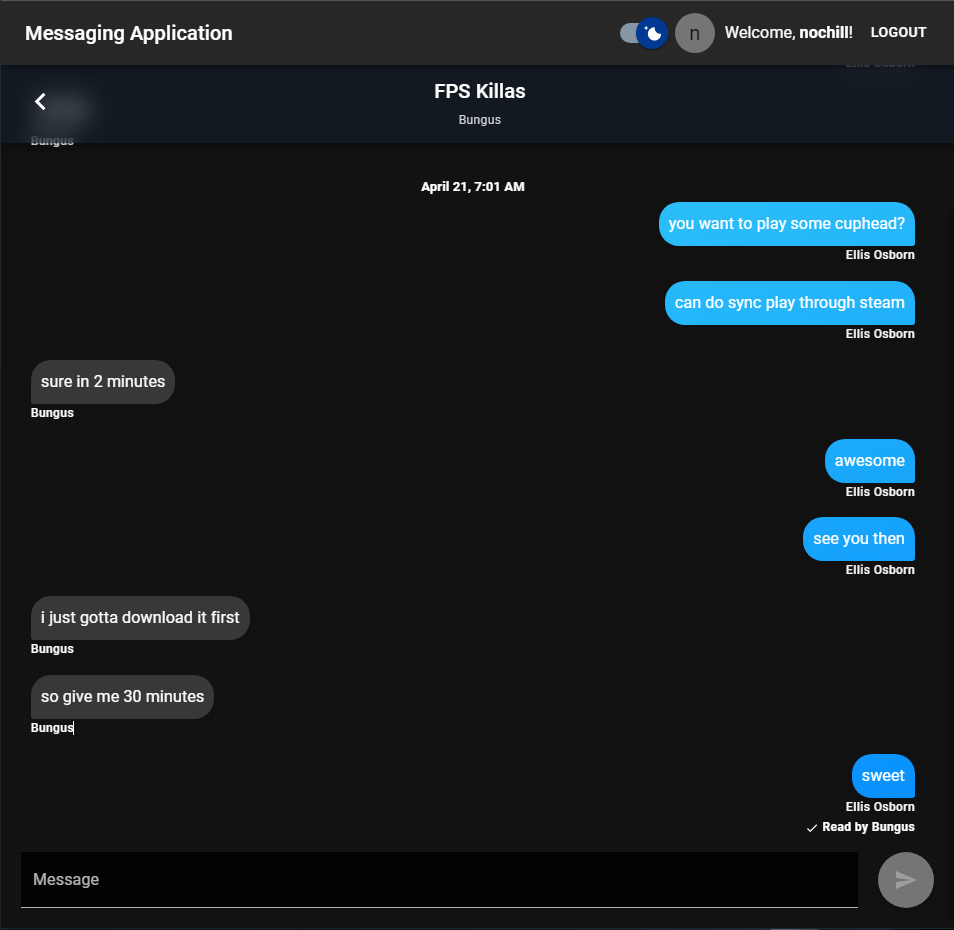 Messaging Application
n
Welcome, nochill!
LOGOUT
Ellis Osborn
FPS Killas
Bungus
Bungus
April 21, 7:01 AM
you want to play some cuphead?
Ellis Osborn
can do sync play through steam
Ellis Osborn
sure in 2 minutes
Bungus
awesome
Ellis Osborn
see you then
Ellis Osborn
i just gotta download it first
Bungus
so give me 30 minutes
Bungus
sweet
Ellis Osborn
Read by Bungus
Message